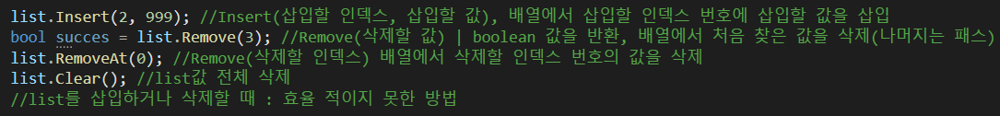 list.Insert(2, 999); //Insert(삽입할 인덱스, 삽입할 값), 배열에서 삽입할 인덱스 번호에 삽입할 값을 삽입
bool succes = list.Remove(3); //Remove(삭제할 값) | boolean 값을 반환, 배열에서 처음 찾은 값을 삭제(나머지는 패스)
list.RemoveAt(0); //Remove(삭제할 인덱스) 배열에서 삭제할 인덱스 번호의 값을 삭제
list.Clear(); //list값 전체 삭제
//list를 삽입하거나 삭제할 때 : 효율 적이지 못한 방법